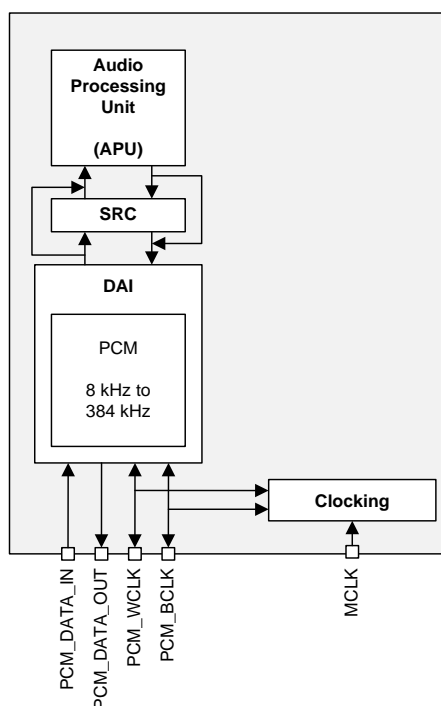 Audio
Processing
Unit
(APU)
SRC
DAI
PCM
8 kHz to
384 kHz
Clocking
PCM_DATA_IN
PCM_DATA_OUT
PCM_WCLK
PCM_BCLK
MCLK